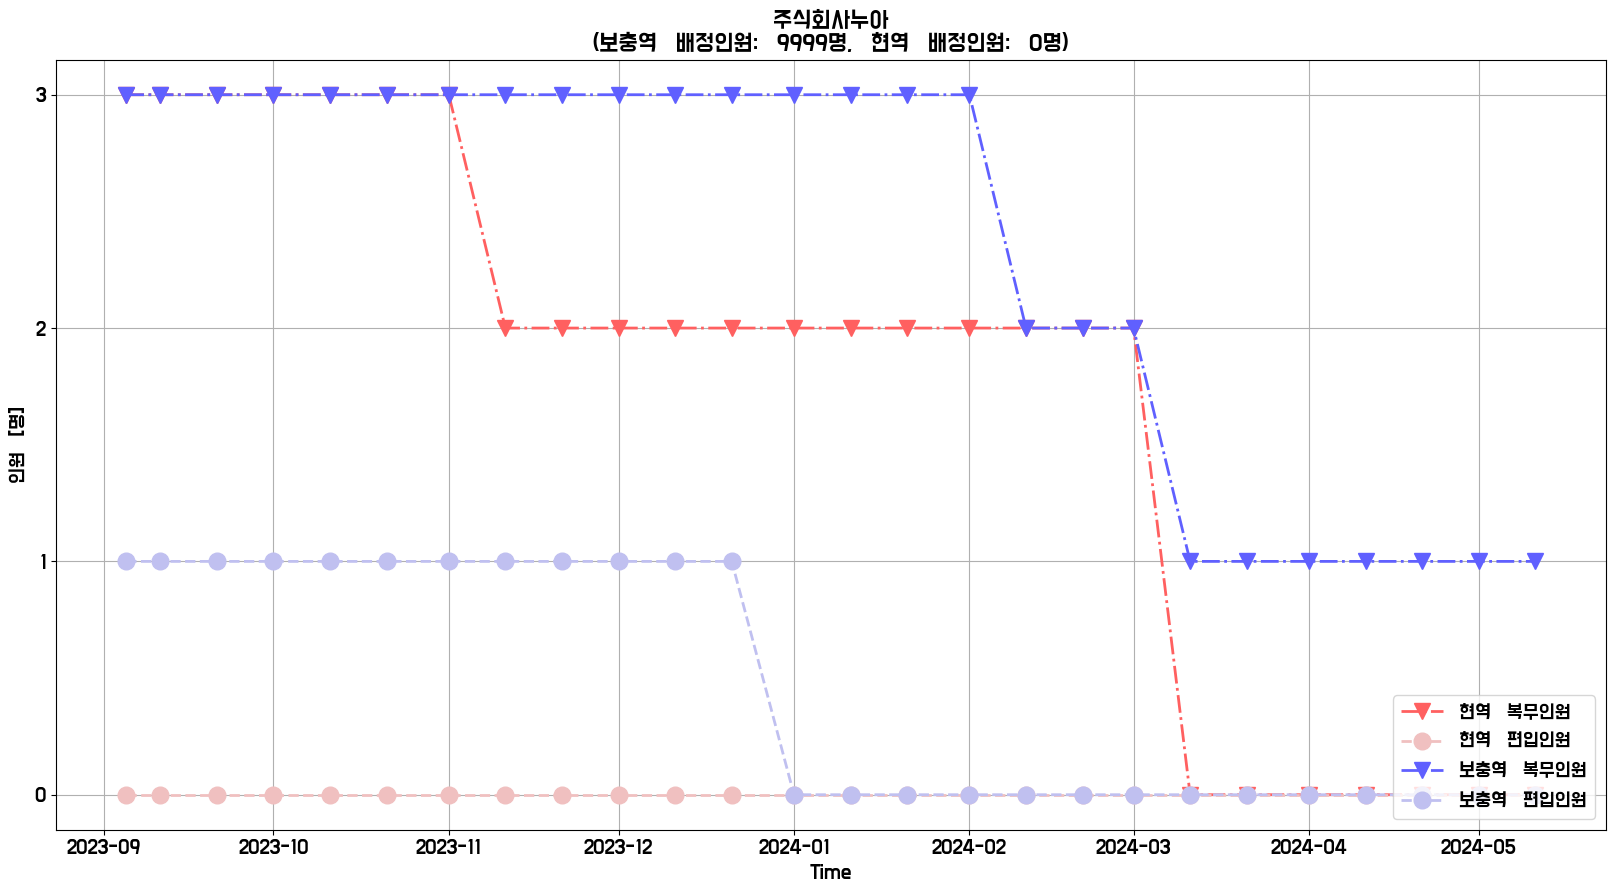 주식회사누아
(보충역 배정인원: 9999명, 현역 배정인원: 0명)
3
2
1
0
인원 [명]
2023-09 2023-10 2023-11 2023-12 2024-01 2024-02 2024-03 2024-04 2024-05
Time
현역 복무인원
현역 편입인원
보충역 복무인원
보충역 편입인원